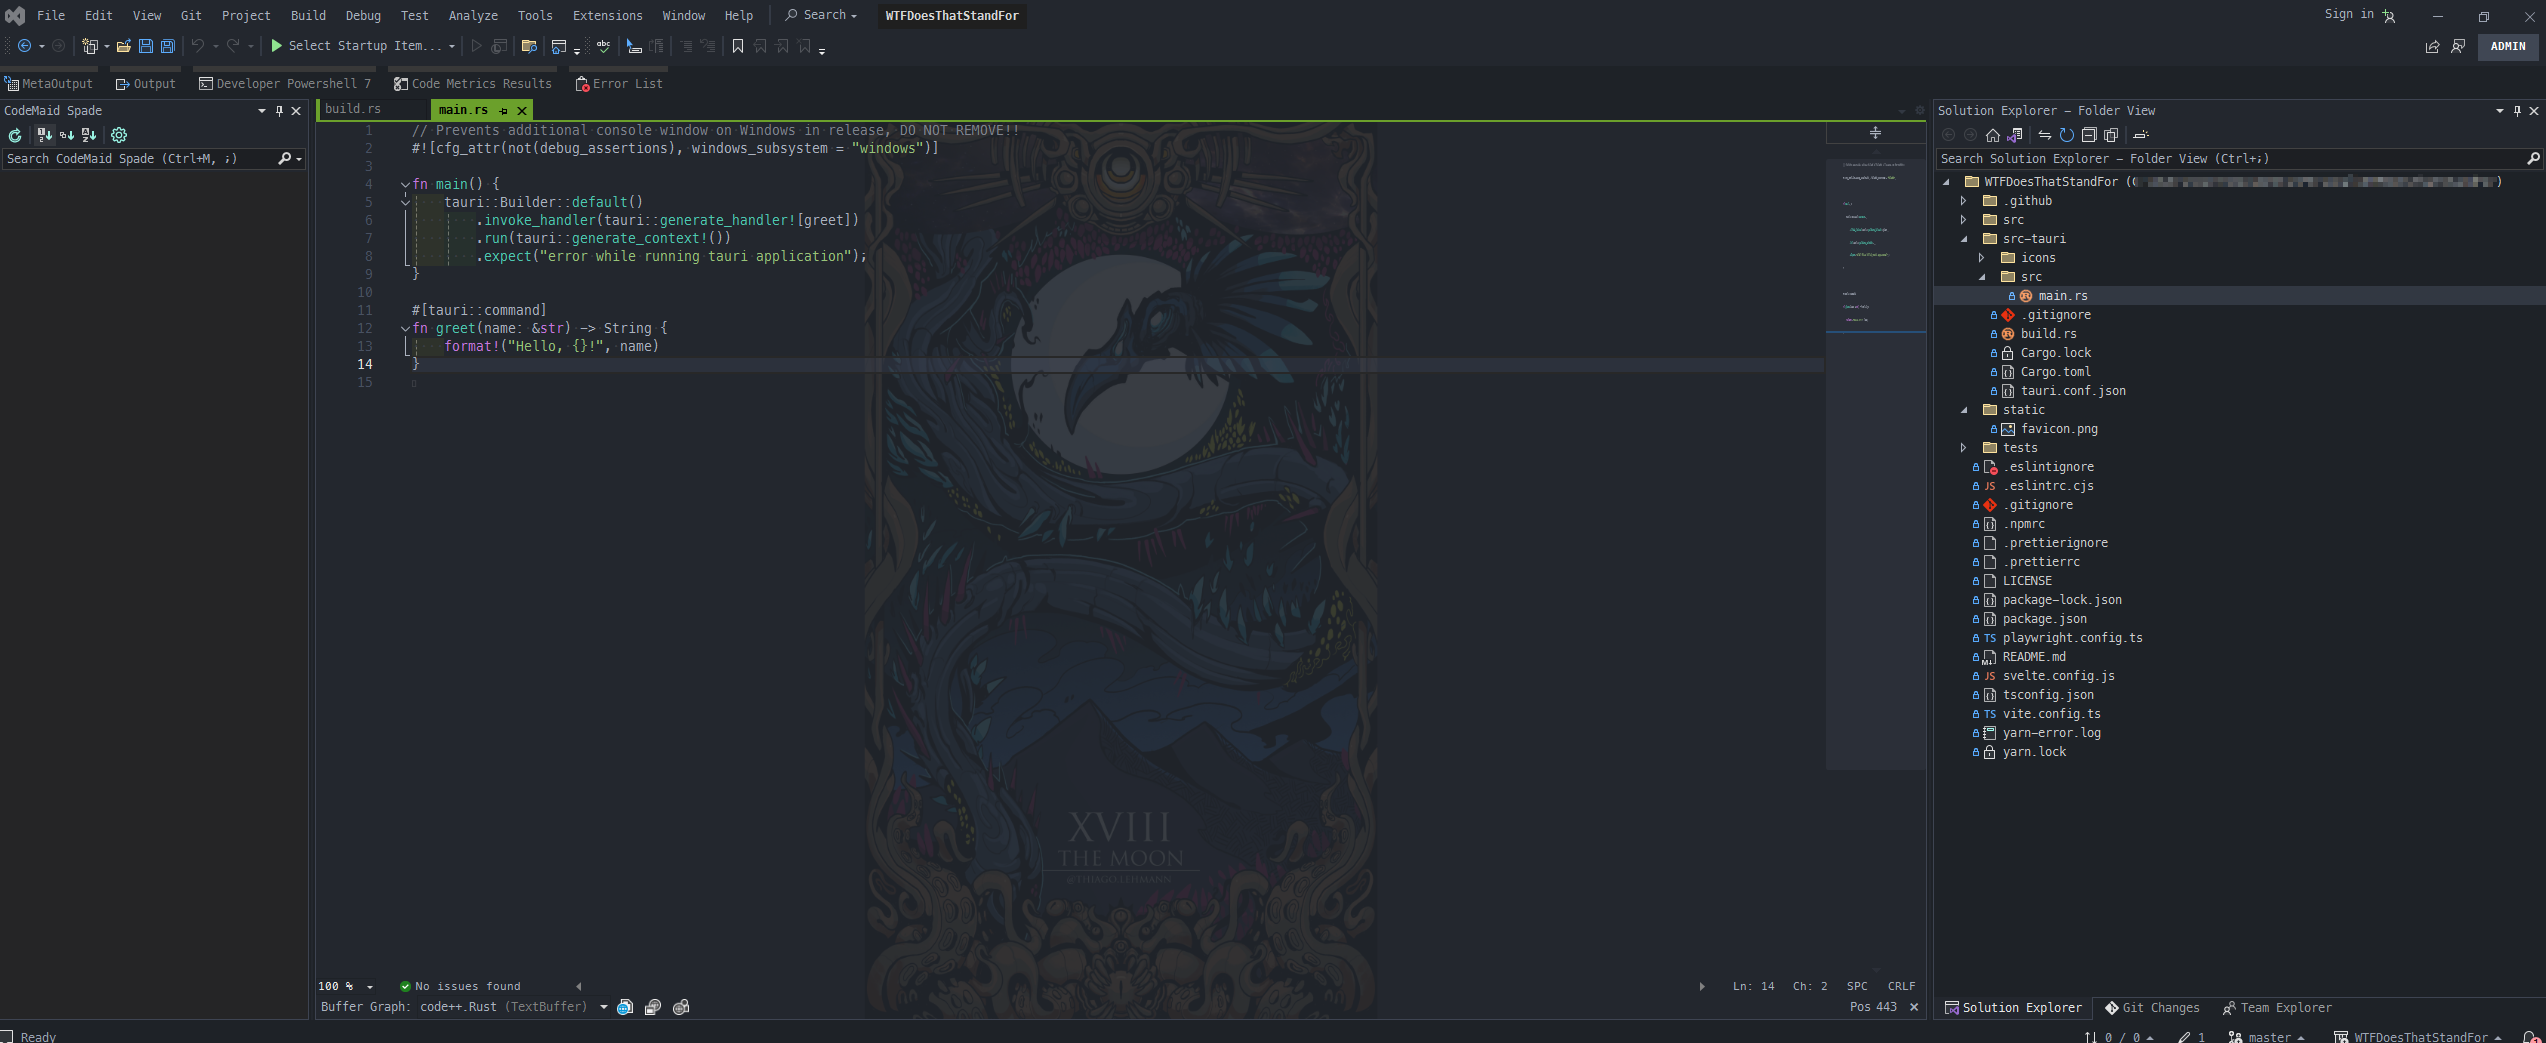 File Edit View Git Project Build Debug Test Analyze Tools Extensions Window Help Search WTFDoesThatStandFor Sign in
Select Startup Item... ADMIN
MetaOutput Output Developer Powershell 7 Code Metrics Results Error List
CodeMaid Spade
Search CodeMaid Spade (Ctrl+M, ;)
build.rs main.rs
1 // Prevents additional console window on Windows in release, DO NOT REMOVE!!
2 #![cfg_attr(not(debug_assertions), windows_subsystem = "windows")]
3
4 fn main() {
5 tauri::Builder::default()
6 .invoke_handler(tauri::generate_handler![greet])
7 .run(tauri::generate_context!())
8 .expect("error while running tauri application");
9 }
10
11 #[tauri::command]
12 fn greet(name: &str) -> String {
13 format!("Hello, {}!", name)
14 }
15
XVIII
THE MOON
@THIAGO.LEHMANN
100 % No issues found Ln: 14 Ch: 2 SPC CRLF
Buffer Graph: code++.Rust (TextBuffer) Pos 443
Solution Explorer - Folder View
Search Solution Explorer - Folder View (Ctrl+;)
WTFDoesThatStandFor (
.github
src
src-tauri
icons
src
main.rs
.gitignore
build.rs
Cargo.lock
Cargo.toml
tauri.conf.json
static
favicon.png
tests
.eslintignore
.eslintrc.cjs
.gitignore
.npmrc
.prettierignore
.prettierrc
LICENSE
package-lock.json
package.json
playwright.config.ts
README.md
svelte.config.js
tsconfig.json
vite.config.ts
yarn-error.log
yarn.lock
Solution Explorer Git Changes Team Explorer
Ready 0 / 0 1 master WTFDoesThatStandFor